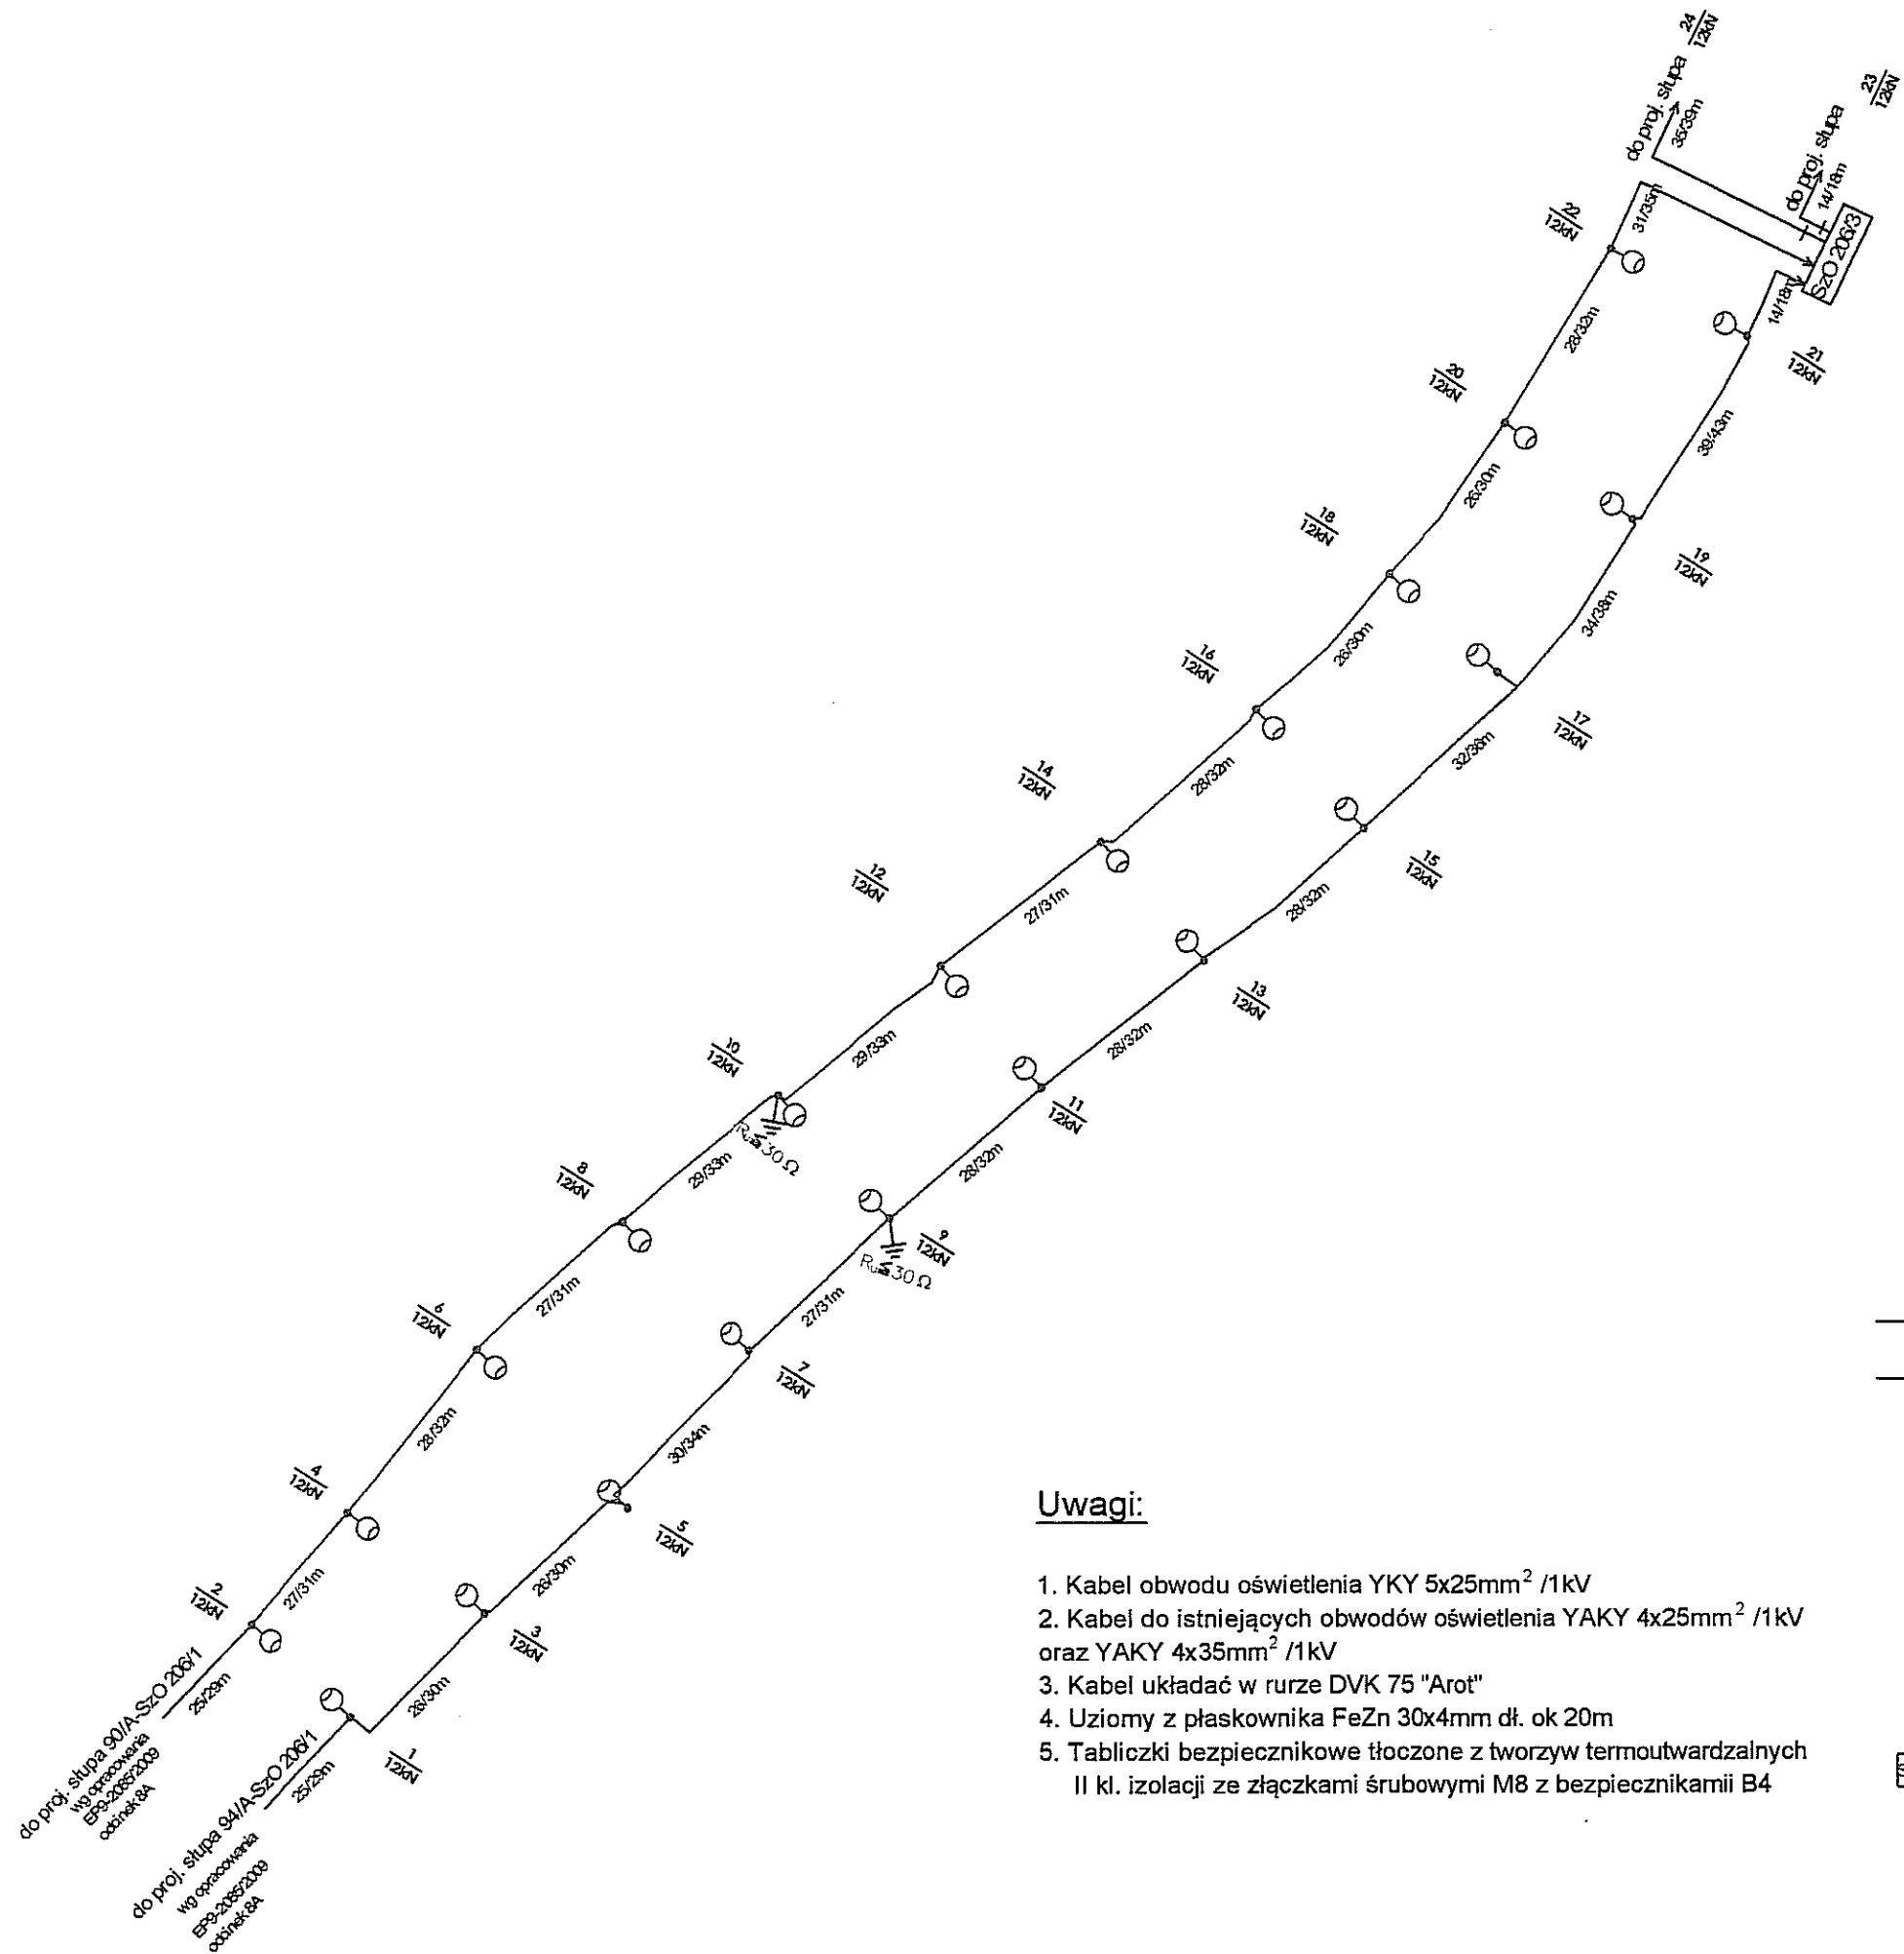 24
12kN
do proj. słupa
35/39m
23
12kN
do proj. słupa
14/18m
SzO 206/3
22
12kN
31/35m
14/18m
21
12kN
28/32m
20
12kN
39/43m
26/30m
18
12kN
19
12kN
34/38m
26/30m
16
12kN
17
12kN
32/36m
28/32m
14
12kN
15
12kN
28/32m
27/31m
12
12kN
13
12kN
28/32m
29/33m
10
12kN
11
12kN
28/32m
Ru≤30Ω
29/33m
8
12kN
9
12kN
Ru≤30Ω
27/31m
27/31m
6
12kN
7
12kN
30/34m
28/32m
4
12kN
5
12kN
26/30m
27/31m
2
12kN
3
12kN
26/30m
25/29m
do proj. słupa 90/A-SzO 206/1
wg opracowania
EP9-2085/2009
odcinek 8A
1
12kN
25/29m
do proj. słupa 94/A-SzO 206/1
wg opracowania
EP9-2085/2009
odcinek 8A
Uwagi:
1. Kabel obwodu oświetlenia YKY 5x25mm² /1kV
2. Kabel do istniejących obwodów oświetlenia YAKY 4x25mm² /1kV
oraz YAKY 4x35mm² /1kV
3. Kabel układać w rurze DVK 75 "Arot"
4. Uziomy z płaskownika FeZn 30x4mm dł. ok 20m
5. Tabliczki bezpiecznikowe tłoczone z tworzyw termoutwardzalnych
II kl. izolacji ze złączkami śrubowymi M8 z bezpiecznikamii B4